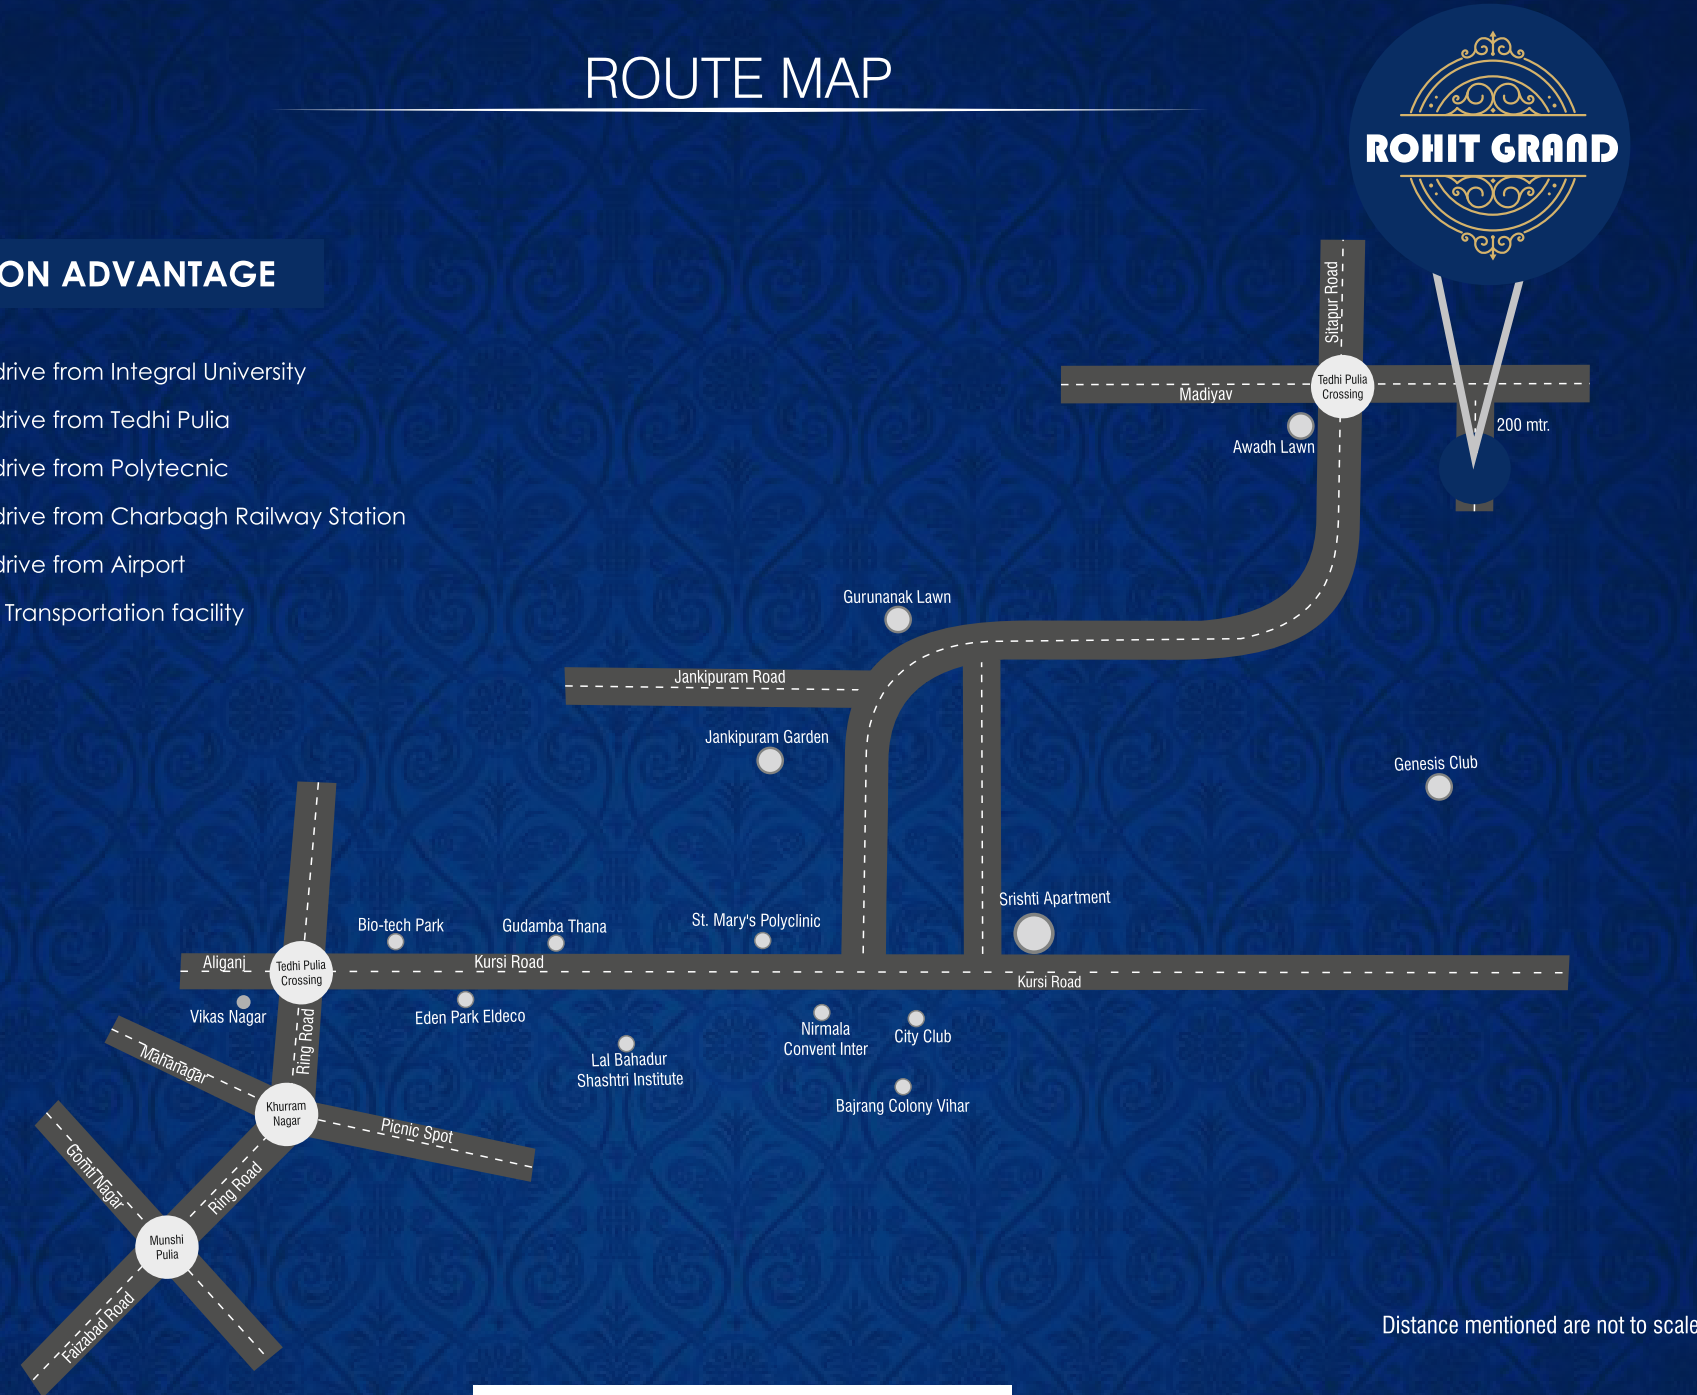 ROUTE MAP
ROHIT GRAND
ON ADVANTAGE
drive from Integral University
drive from Tedhi Pulia
drive from Polytecnic
drive from Charbagh Railway Station
drive from Airport
Transportation facility
Sitapur Road
Tedhi Pulia
Crossing
Madiyav
Awadh Lawn
200 mtr.
Gurunanak Lawn
Jankipuram Road
Jankipuram Garden
Genesis Club
Srishti Apartment
Bio-tech Park
Gudamba Thana
St. Mary's Polyclinic
Aliganj
Tedhi Pulia
Crossing
Kursi Road
Kursi Road
Vikas Nagar
Ring Road
Eden Park Eldeco
Nirmala
Convent Inter
City Club
Lal Bahadur
Shashtri Institute
Mahanagar
Khurram
Nagar
Picnic Spot
Bajrang Colony Vihar
Gomti Nagar
Ring Road
Munshi
Pulia
Faizabad Road
Distance mentioned are not to scale